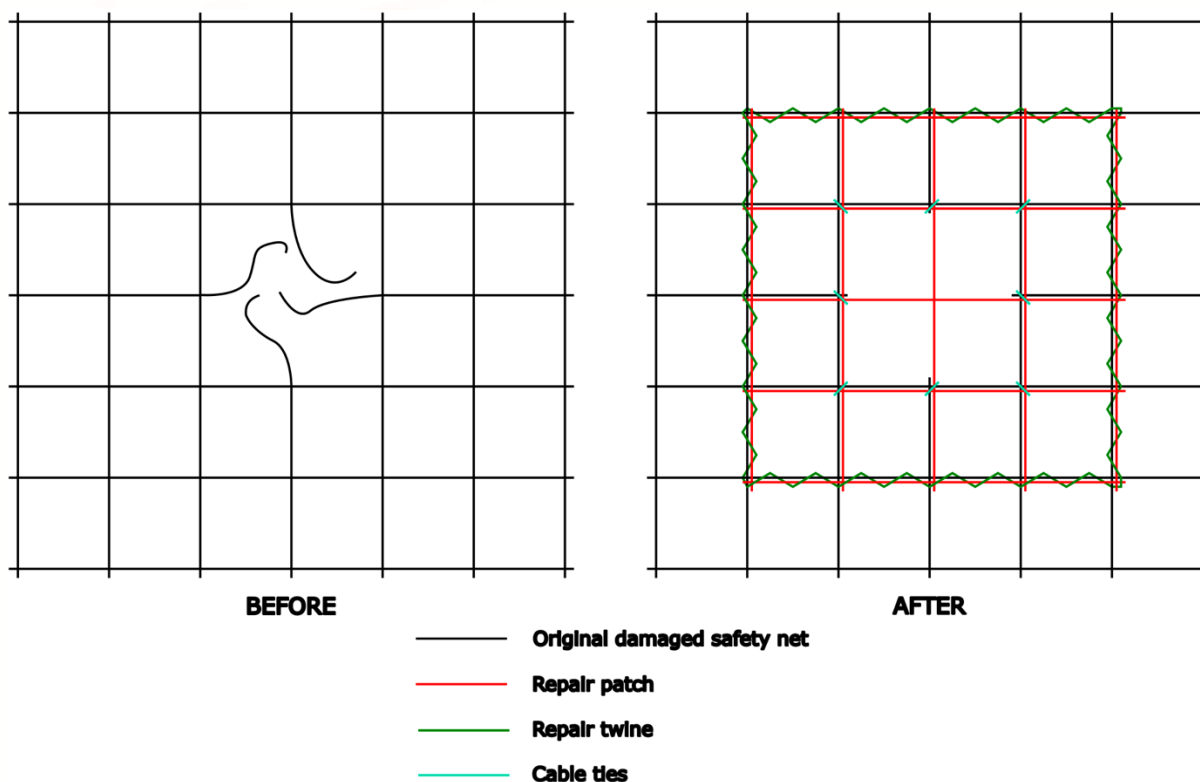 BEFORE
AFTER
Original damaged safety net
Repair patch
Repair twine
Cable ties